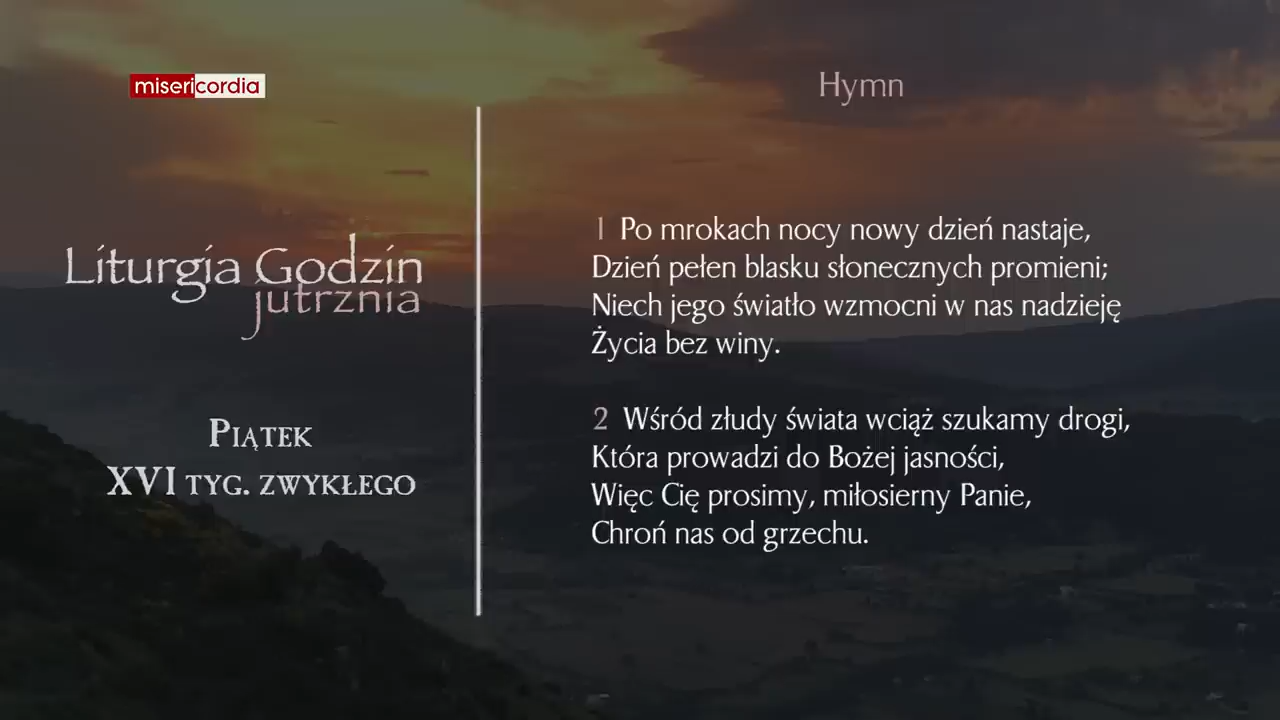 misericordia
Liturgia Godzin
jutrznia
Piątek
XVI tyg. zwykłego
Hymn
1 Po mrokach nocy nowy dzień nastaje,
Dzień pełen blasku słonecznych promieni;
Niech jego światło wzmocni w nas nadzieję
Życia bez winy.
2 Wśród złudy świata wciąż szukamy drogi,
Która prowadzi do Bożej jasności,
Więc Cię prosimy, miłosierny Panie,
Chroń nas od grzechu.